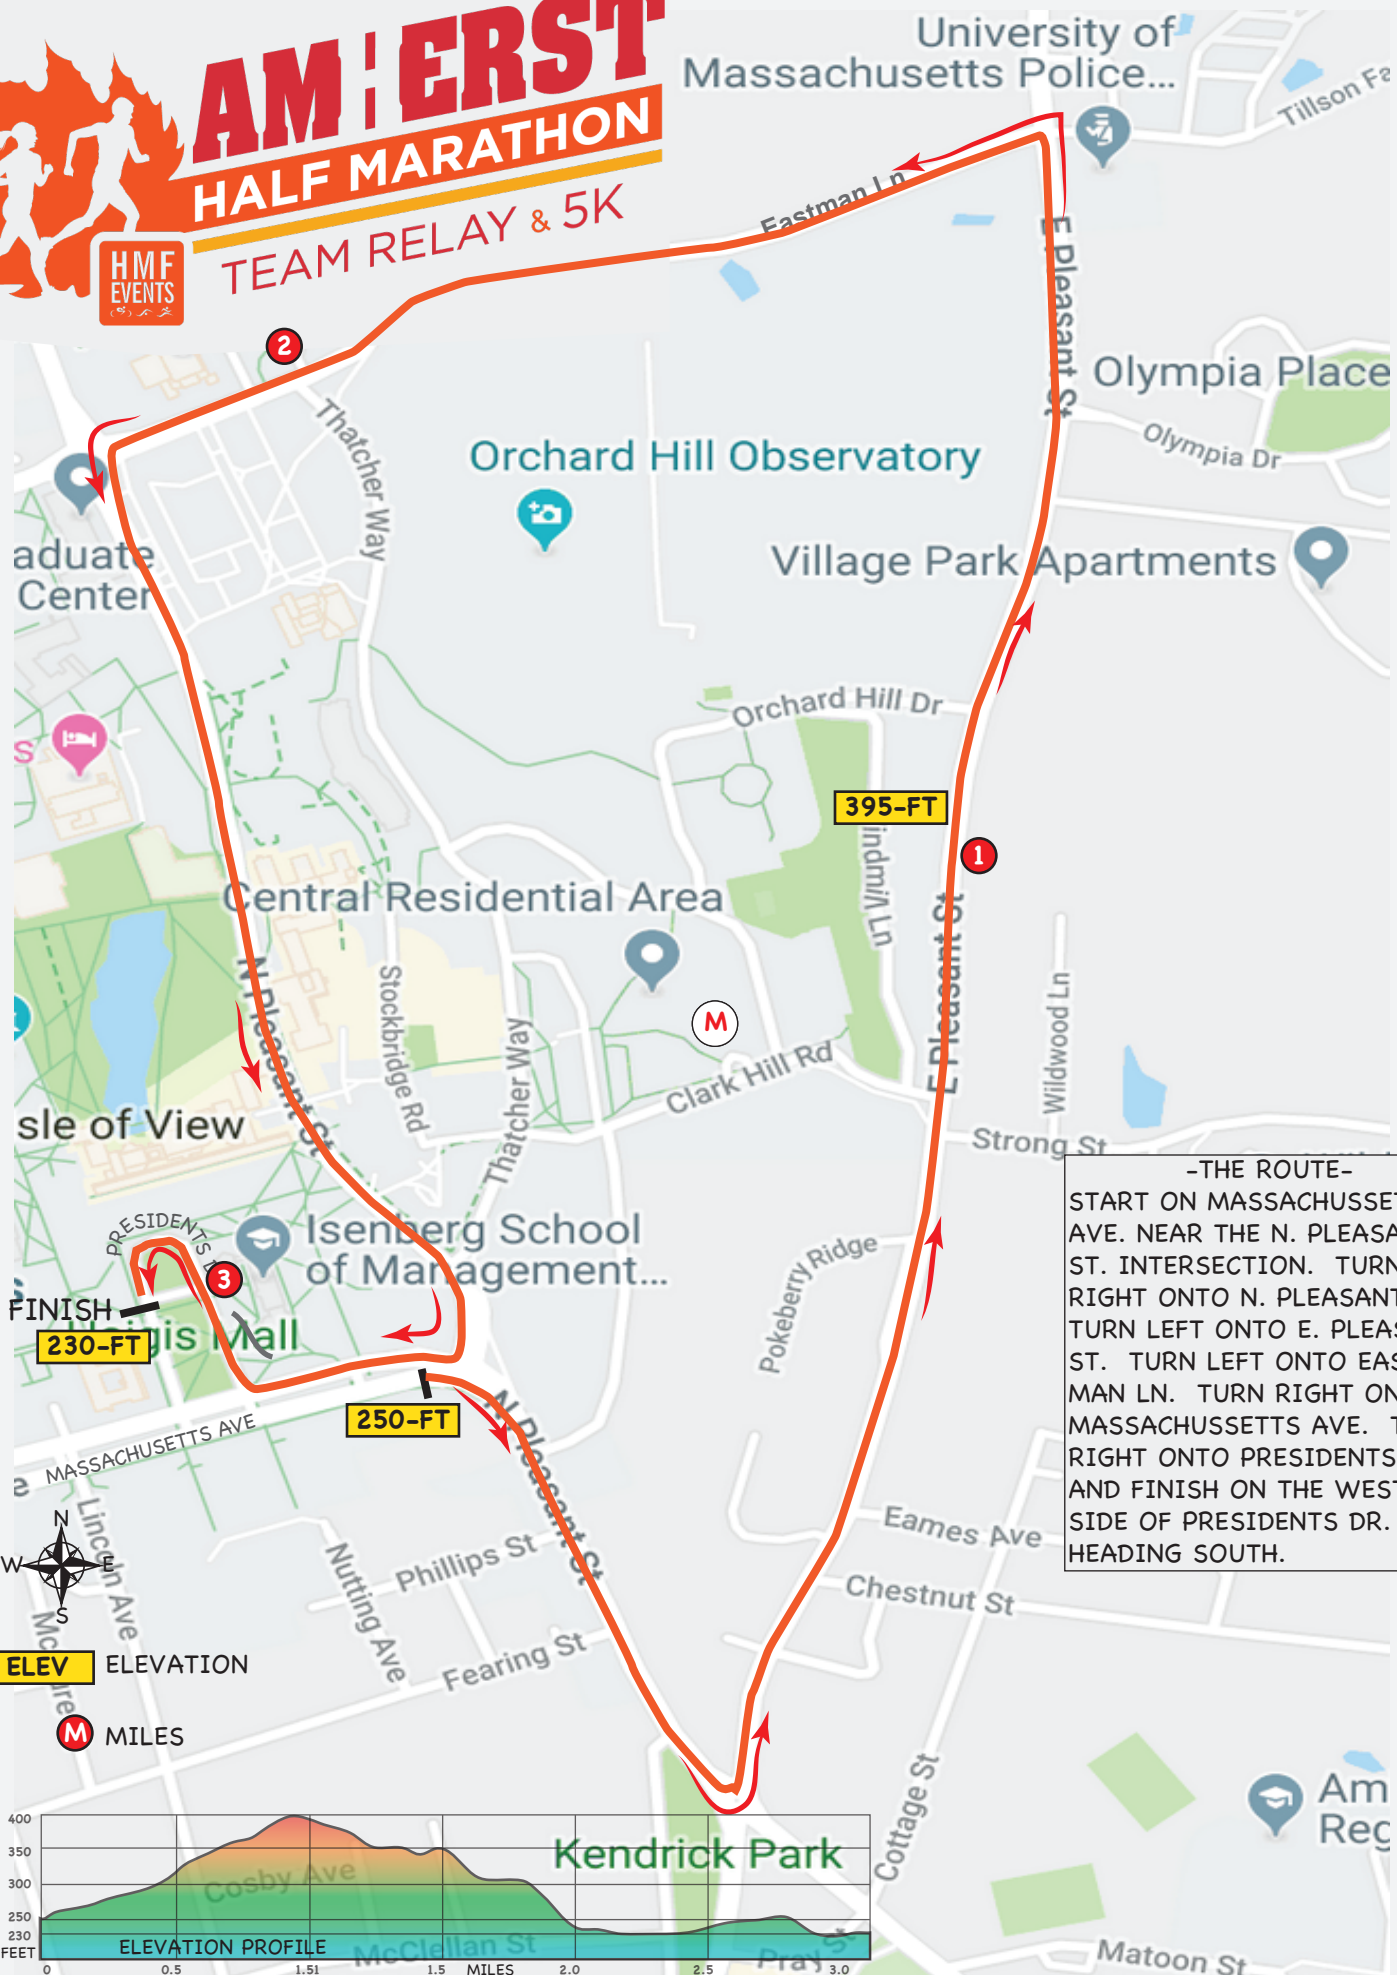 AMHERST
HALF MARATHON
TEAM RELAY & 5K
HMF
EVENTS
University of
Massachusetts Police...
Tillson Fa
Eastman Ln
E Pleasant St
2
Olympia Place
Olympia Dr
Thatcher Way
Orchard Hill Observatory
aduate
Center
Village Park Apartments
Orchard Hill Dr
s
395-FT
1
indmill Ln
Central Residential Area
E Pleasant St
N Pleasant St
Stockbridge Rd
Wildwood Ln
M
Thatcher Way
Clark Hill Rd
sle of View
Strong St
PRESIDENTS D
Isenberg School
of Management...
Pokeberry Ridge
3
FINISH
Haigis Mall
230-FT
250-FT
N Pleasant St
MASSACHUSETTS AVE
e
-THE ROUTE-
START ON MASSACHUSSET
AVE. NEAR THE N. PLEASA
ST. INTERSECTION. TURN
RIGHT ONTO N. PLEASANT
TURN LEFT ONTO E. PLEAS
ST. TURN LEFT ONTO EAS
MAN LN. TURN RIGHT ON
MASSACHUSSETTS AVE. T
RIGHT ONTO PRESIDENTS
AND FINISH ON THE WEST
SIDE OF PRESIDENTS DR.
HEADING SOUTH.
Lincoln Ave
N
W E
S
Nutting Ave
Phillips St
Eames Ave
Chestnut St
Fearing St
ELEV ELEVATION
M MILES
Cottage St
Am
Reg
Kendrick Park
Cosby Ave
McClellan St
Pray St
Matoon St
400
350
300
250
230
FEET
ELEVATION PROFILE
0 0.5 1.51 1.5 MILES 2.0 2.5 3.0